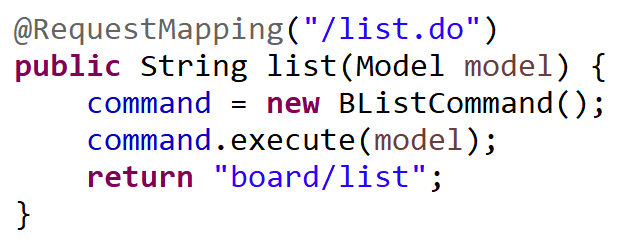 @RequestMapping("/list.do")
public String list(Model model) {
    command = new BListCommand();
    command.execute(model);
    return "board/list";
}